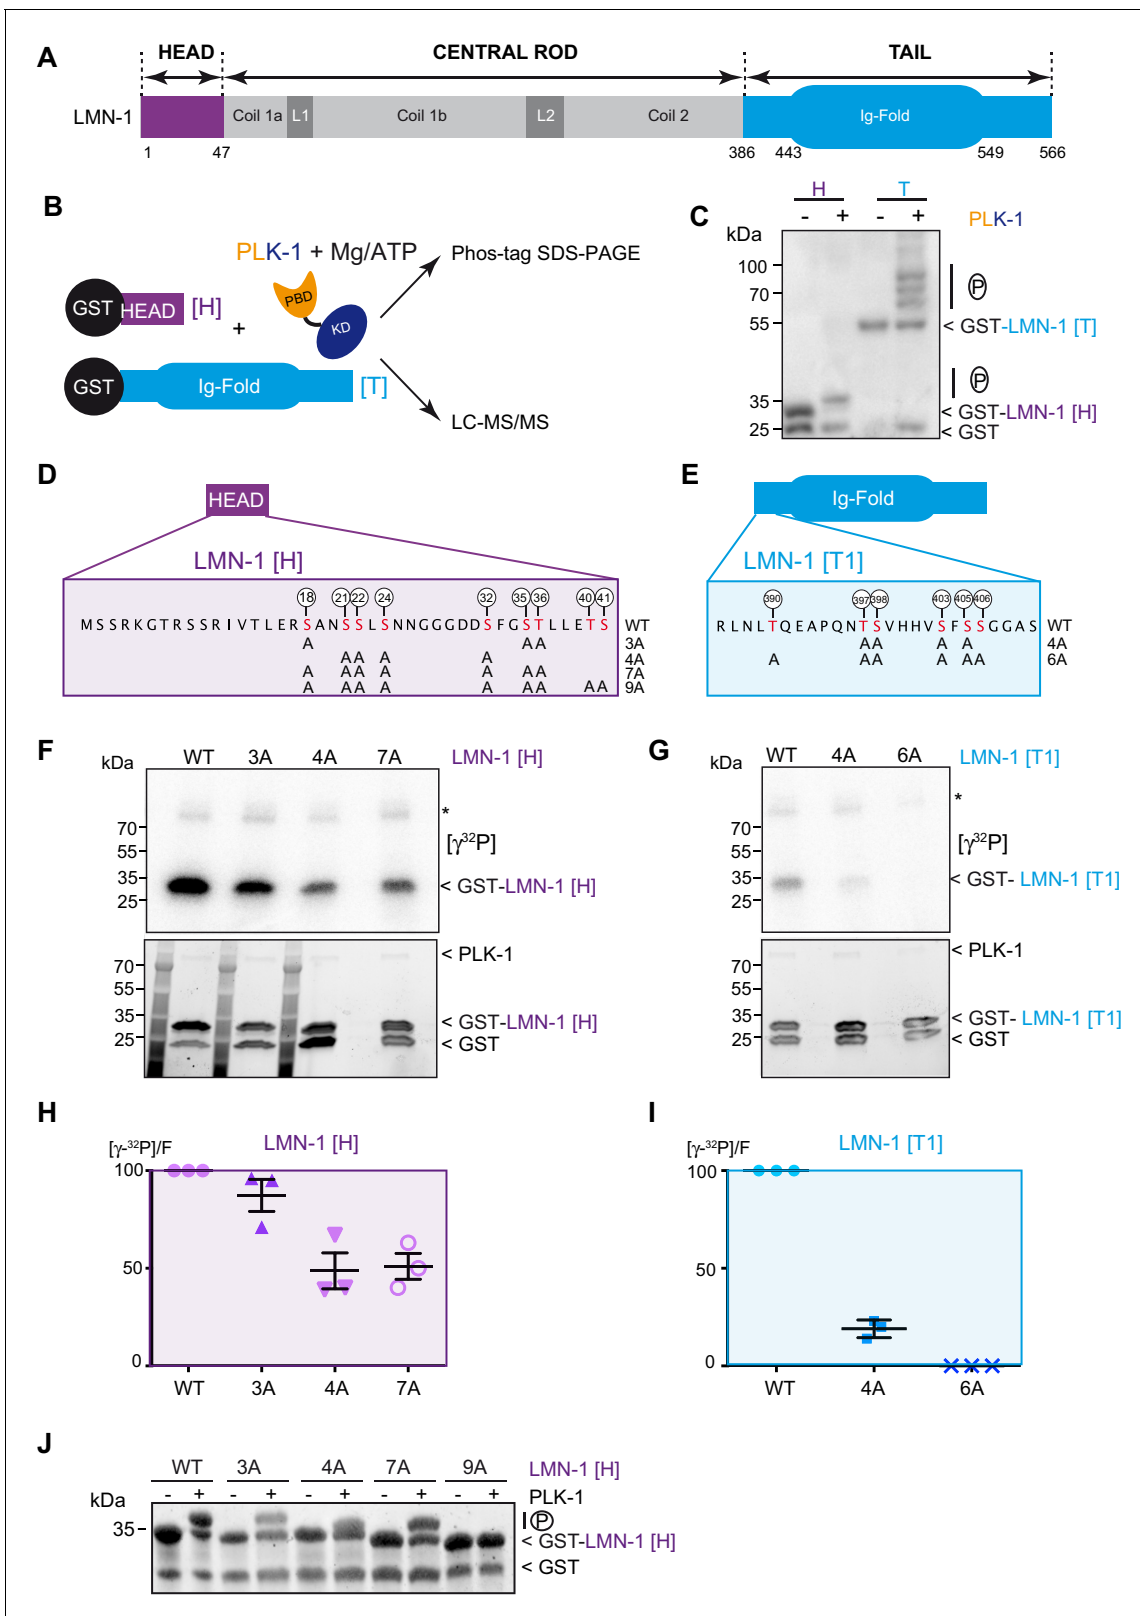 A
HEAD CENTRAL ROD TAIL
LMN-1
Coil 1a L1 Coil 1b L2 Coil 2 Ig-Fold
1 47 386 443 549 566
B
PLK-1 + Mg/ATP
Phos-tag SDS-PAGE
GST HEAD [H]
+
PBD
KD
GST Ig-Fold [T]
LC-MS/MS
C
H T
- + - + PLK-1
kDa
100
70
55
35
25
P
< GST-LMN-1 [T]
P
< GST-LMN-1 [H]
< GST
D
HEAD
LMN-1 [H]
18 21 22 24 32 35 36 40 41
MSSRKGTRSSRIVTLERSANSSLSNNGGGDDSFGSTLLETS WT
A A A 3A
A A A A 4A
A A A A A A A 7A
A A A A A A A A A 9A
E
Ig-Fold
LMN-1 [T1]
390 397 398 403 405 406
RLNLTQEAPQNTSVHHVSFSSGGAS WT
A A A A 4A
A A A A A A 6A
F
kDa WT 3A 4A 7A LMN-1 [H]
*
70
55
35
25
[γ³²P]
< GST-LMN-1 [H]
< PLK-1
70
55
35
25
< GST-LMN-1 [H]
< GST
G
kDa WT 4A 6A LMN-1 [T1]
*
70
55
35
25
[γ³²P]
< GST- LMN-1 [T1]
< PLK-1
70
55
35
25
< GST- LMN-1 [T1]
< GST
H
[γ-³²P]/F LMN-1 [H]
100
50
0
WT 3A 4A 7A
I
[γ-³²P]/F LMN-1 [T1]
100
50
0
WT 4A 6A
J
WT 3A 4A 7A 9A LMN-1 [H]
- + - + - + - + - + PLK-1
kDa
35
P
< GST-LMN-1 [H]
< GST